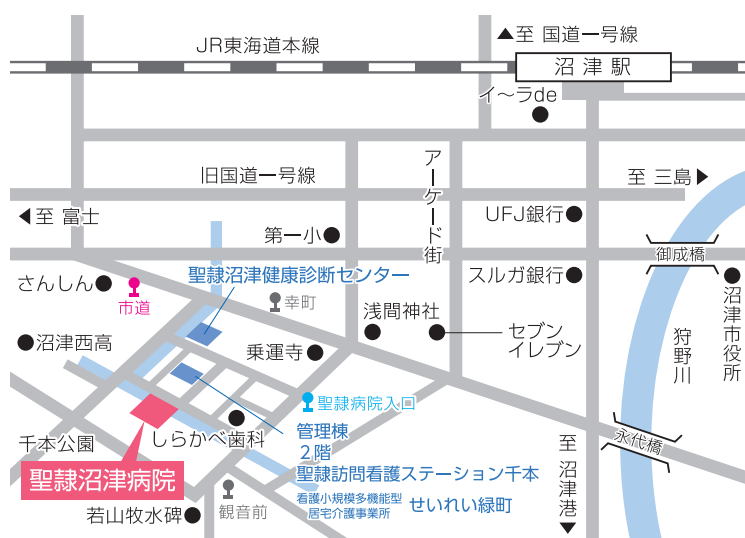 JR東海道本線
▲至 国道一号線
沼津駅
イ〜ラde
アーケード街
旧国道一号線
至 三島▶
◀至 富士
UFJ銀行
第一小
御成橋
さんしん
聖隷沼津健康診断センター
スルガ銀行
市道
幸町
沼津市役所
浅間神社
セブン
イレブン
狩野川
沼津西高
乗運寺
聖隷病院入口
管理棟
2階
聖隷訪問看護ステーション千本
看護小規模多機能型
居宅介護事業所
せいれい緑町
しらかべ歯科
千本公園
永代橋
至 沼津港▼
聖隷沼津病院
観音前
若山牧水碑